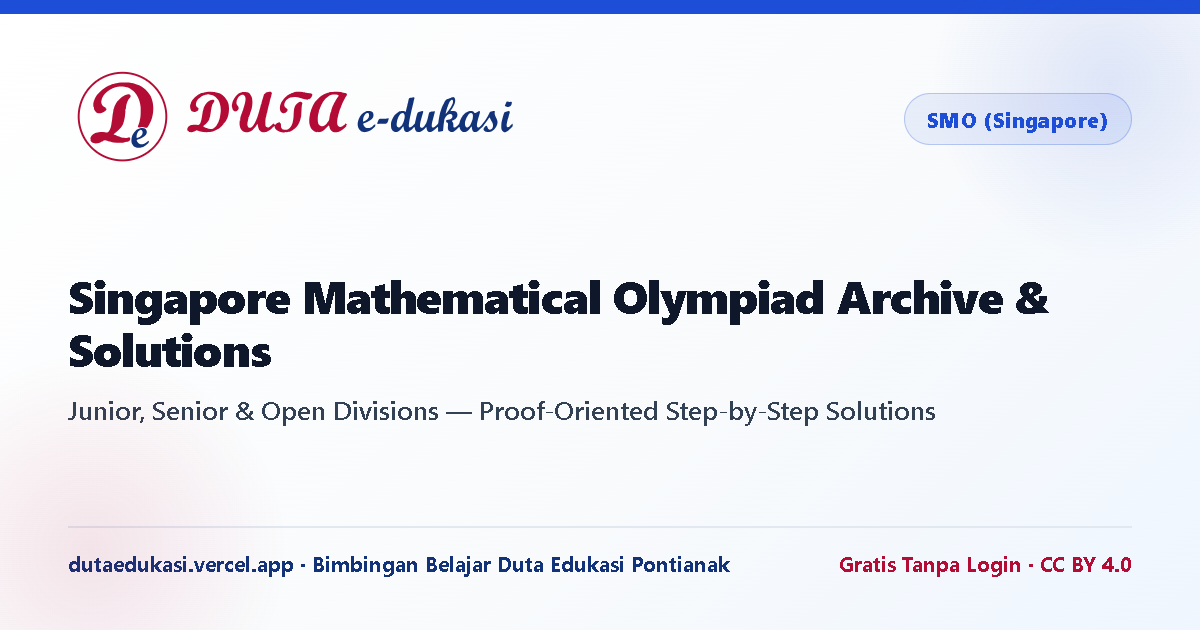 De
DUTA e-dukasi
SMO (Singapore)
Singapore Mathematical Olympiad Archive &
Solutions
Junior, Senior & Open Divisions — Proof-Oriented Step-by-Step Solutions
dutaedukasi.vercel.app · Bimbingan Belajar Duta Edukasi Pontianak
Gratis Tanpa Login · CC BY 4.0